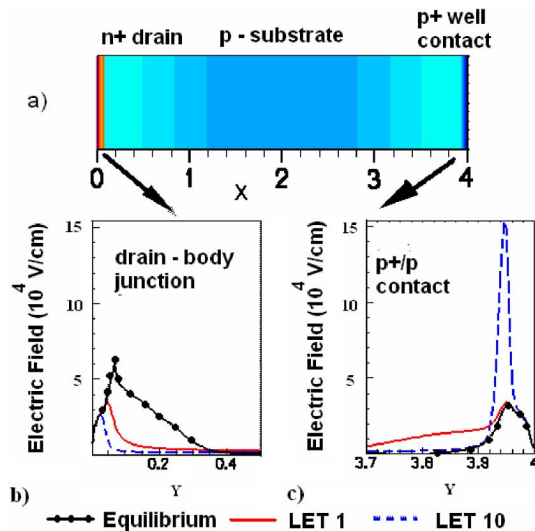 n+ drain
p - substrate
p+ well
contact
a)
0 1 2 3 4
X
15
10
5
Electric Field (10^4 V/cm)
drain - body
junction
0.2 0.4
Y
b)
15
10
5
Electric Field (10^4 V/cm)
p+/p
contact
3.7 3.8 3.9 4
Y
c)
Equilibrium LET 1 LET 10